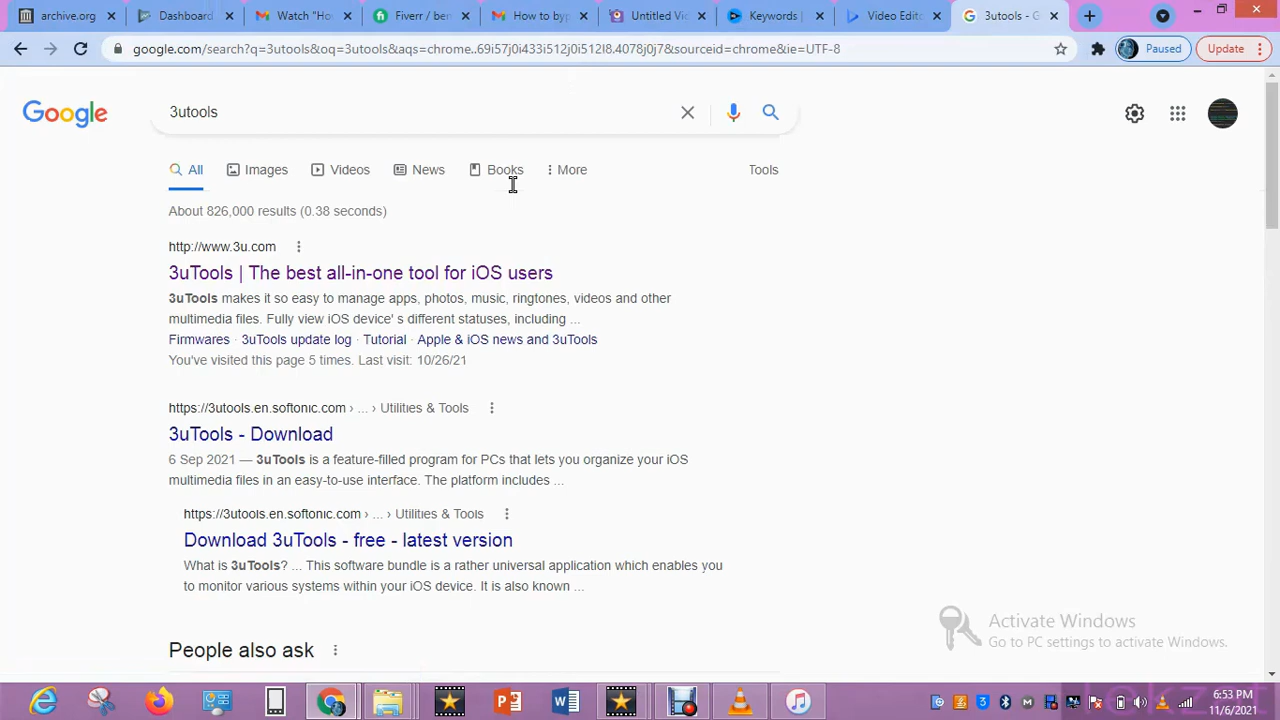 archive.org
Dashboard
Watch "Ho
Fiverr / ben
How to byp
Untitled Vid
Keywords |
Video Edito
3utools - G
google.com/search?q=3utools&oq=3utools&aqs=chrome..69i57j0i433i512j0i512l8.4078j0j7&sourceid=chrome&ie=UTF-8
Paused
Update
Google
3utools
All
Images
Videos
News
Books
More
Tools
About 826,000 results (0.38 seconds)
http://www.3u.com
3uTools | The best all-in-one tool for iOS users
3uTools makes it so easy to manage apps, photos, music, ringtones, videos and other
multimedia files. Fully view iOS device' s different statuses, including ...
Firmwares · 3uTools update log · Tutorial · Apple & iOS news and 3uTools
You've visited this page 5 times. Last visit: 10/26/21
https://3utools.en.softonic.com › ... › Utilities & Tools
3uTools - Download
6 Sep 2021 — 3uTools is a feature-filled program for PCs that lets you organize your iOS
multimedia files in an easy-to-use interface. The platform includes ...
https://3utools.en.softonic.com › ... › Utilities & Tools
Download 3uTools - free - latest version
What is 3uTools? ... This software bundle is a rather universal application which enables you
to monitor various systems within your iOS device. It is also known ...
People also ask
Activate Windows
Go to PC settings to activate Windows.
6:53 PM
11/6/2021